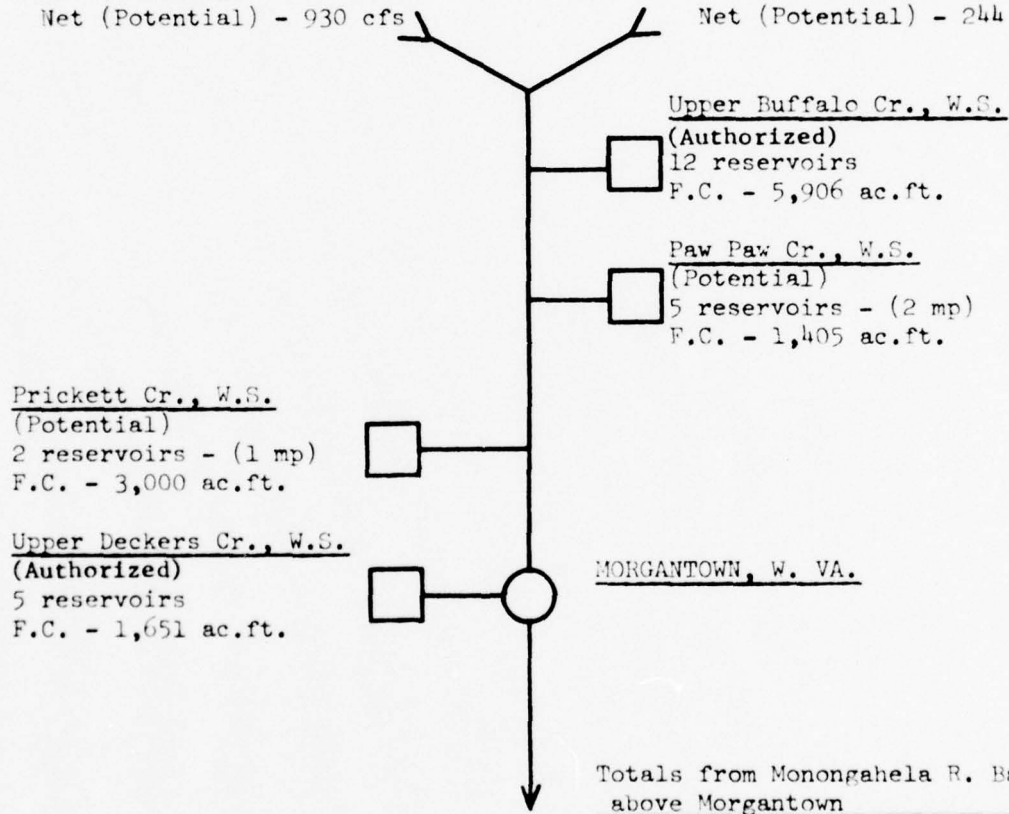 Net (Potential) - 930 cfs
Net (Potential) - 244
Upper Buffalo Cr., W.S.
(Authorized)
12 reservoirs
F.C. - 5,906 ac.ft.
Paw Paw Cr., W.S.
(Potential)
5 reservoirs - (2 mp)
F.C. - 1,405 ac.ft.
Prickett Cr., W.S.
(Potential)
2 reservoirs - (1 mp)
F.C. - 3,000 ac.ft.
Upper Deckers Cr., W.S.
(Authorized)
5 reservoirs
F.C. - 1,651 ac.ft.
MORGANTOWN, W. VA.
Totals from Monongahela R. Ba
above Morgantown